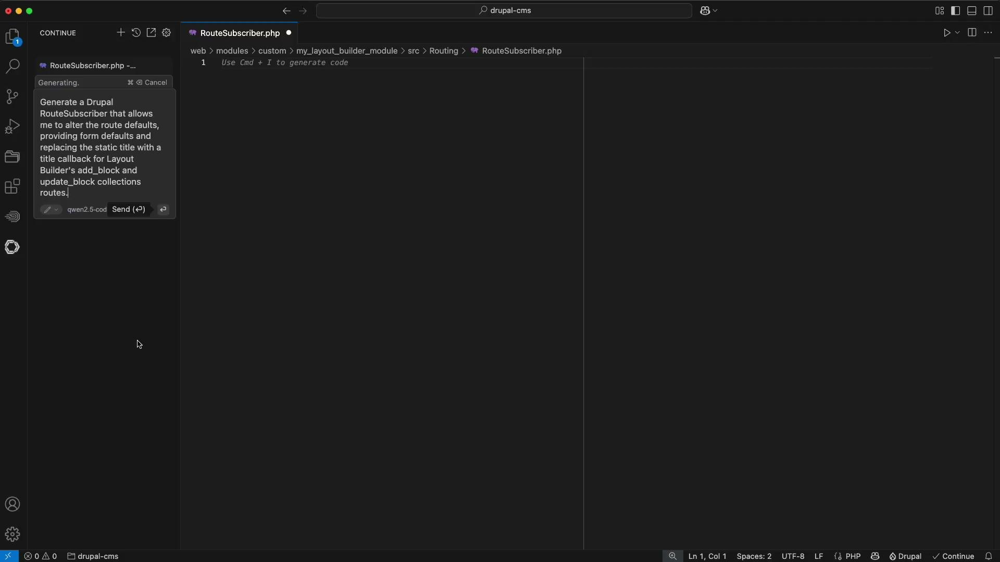 drupal-cms
CONTINUE
RouteSubscriber.php
1
web > modules > custom > my_layout_builder_module > src > Routing > RouteSubscriber.php
1 Use Cmd + I to generate code
RouteSubscriber.php -...
Generating. ⌘ ⌫ Cancel
Generate a Drupal
RouteSubscriber that allows
me to alter the route defaults,
providing form defaults and
replacing the static title with a
title callback for Layout
Builder's add_block and
update_block collections
routes.
qwen2.5-cod Send (⏎)
0 0 drupal-cms Ln 1, Col 1 Spaces: 2 UTF-8 LF PHP Drupal Continue